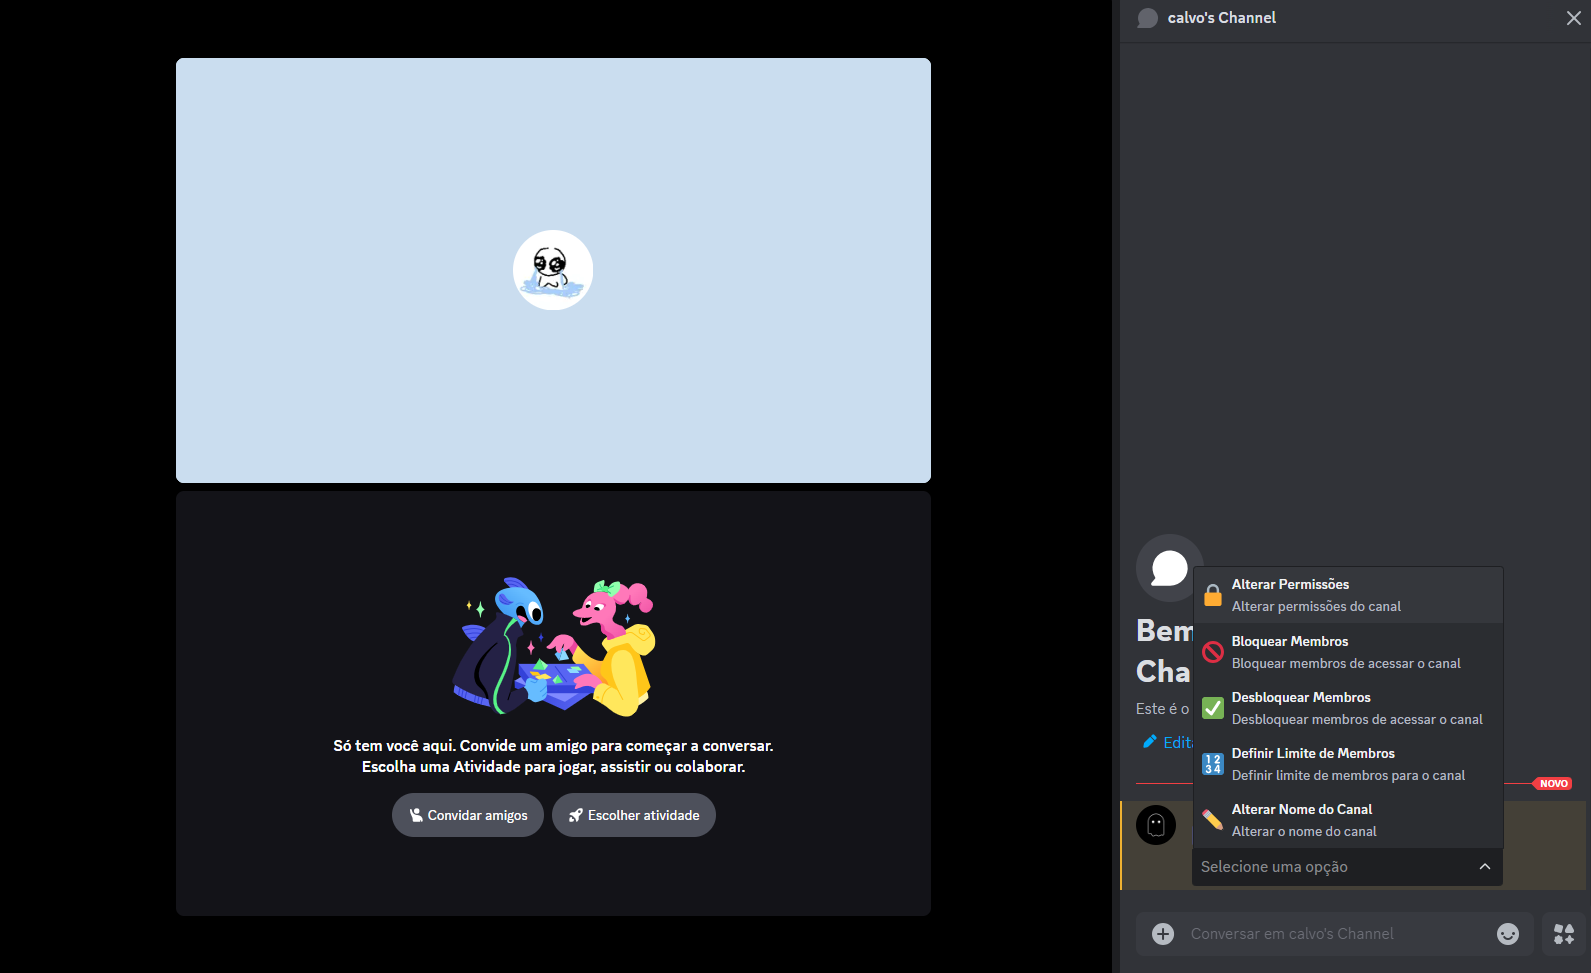 calvo's Channel
Só tem você aqui. Convide um amigo para começar a conversar.
Escolha uma Atividade para jogar, assistir ou colaborar.
Convidar amigos
Escolher atividade
Bem
Cha
Este é o
Edit
Alterar Permissões
Alterar permissões do canal
Bloquear Membros
Bloquear membros de acessar o canal
Desbloquear Membros
Desbloquear membros de acessar o canal
1234
Definir Limite de Membros
Definir limite de membros para o canal
NOVO
Alterar Nome do Canal
Alterar o nome do canal
Selecione uma opção
Conversar em calvo's Channel